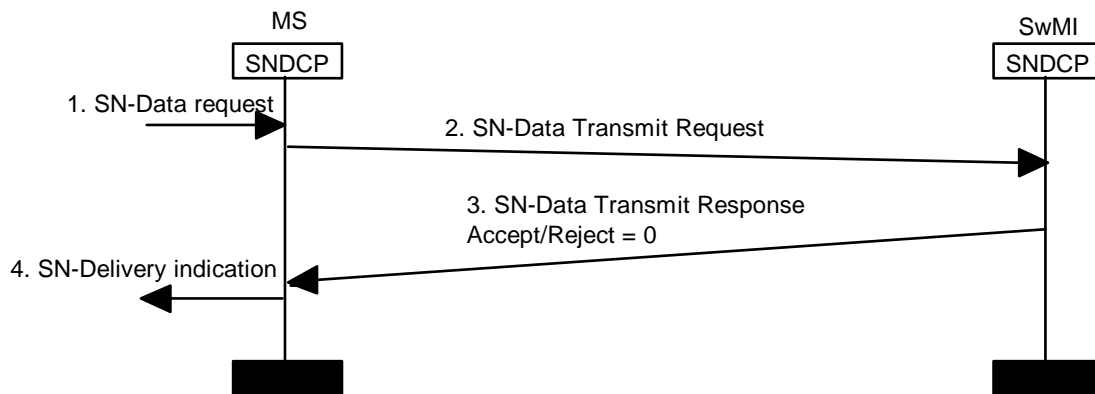 MS
SwMI
SNDCP
SNDCP
1. SN-Data request
2. SN-Data Transmit Request
3. SN-Data Transmit Response
Accept/Reject = 0
4. SN-Delivery indication